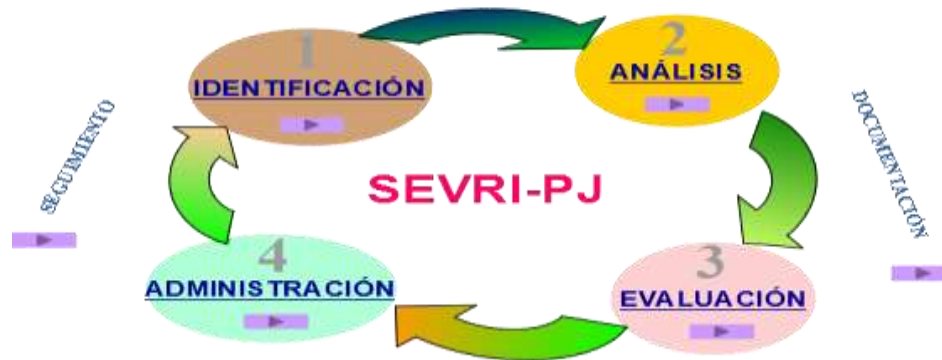 1
IDENTIFICACIÓN
2
ANÁLISIS
SEGUIMIENTO
DOCUMENTACIÓN
SEVRI-PJ
4
ADMINISTRACIÓN
3
EVALUACIÓN